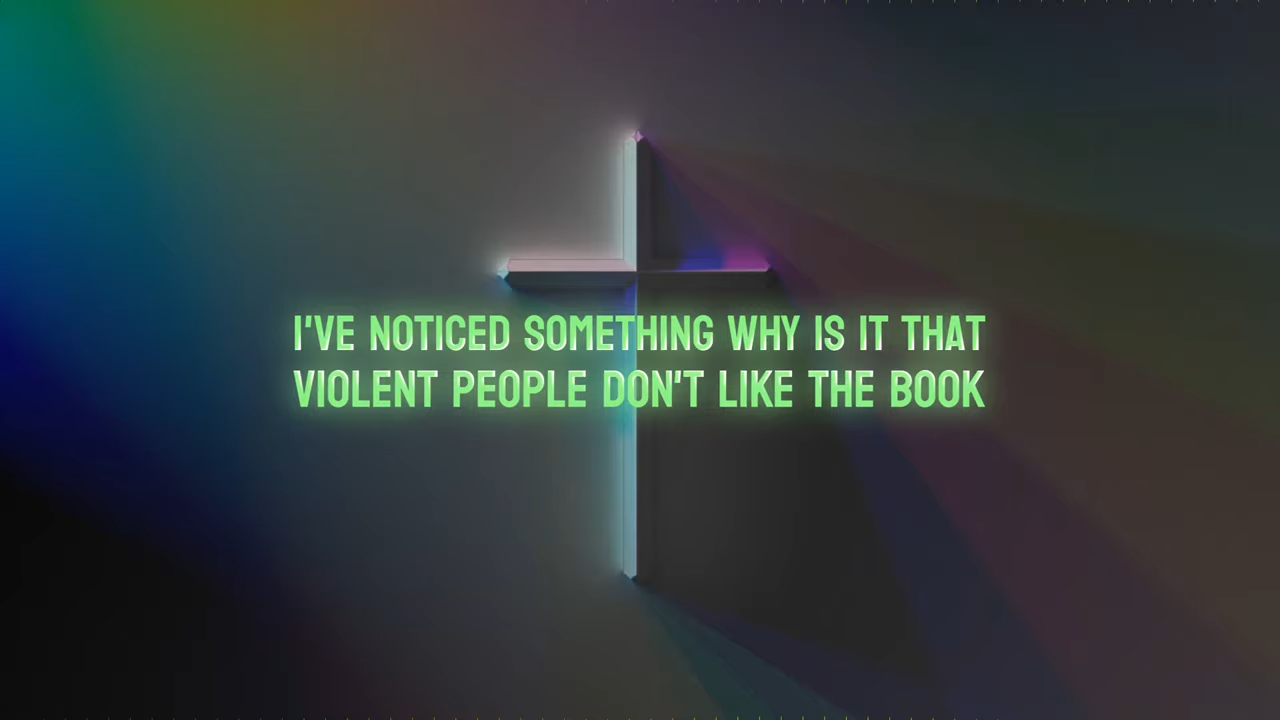 I'VE NOTICED SOMETHING WHY IS IT THAT
VIOLENT PEOPLE DON'T LIKE THE BOOK